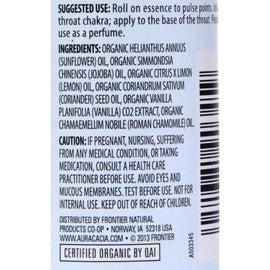 SUGGESTED USE: Roll on essence to pulse points,
throat chakra; apply to the base of the throat.
use as a perfume.
INGREDIENTS: ORGANIC HELIANTHUS ANNUUS
(SUNFLOWER) OIL, ORGANIC SIMMONDSIA
CHINENSIS (JOJOBA) OIL, ORGANIC CITRUS X LIMON
(LEMON) OIL, ORGANIC CORIANDRUM SATIVUM
(CORIANDER) SEED OIL, ORGANIC VANILLA
PLANIFOLIA (VANILLA) CO2 EXTRACT, ORGANIC
CHAMAEMELUM NOBILE (ROMAN CHAMOMILE) OIL.
CAUTION: IF PREGNANT, NURSING, SUFFERING
FROM ANY MEDICAL CONDITION, OR TAKING
MEDICATION, CONSULT A HEALTH CARE
PRACTITIONER BEFORE USE. AVOID EYES AND
MUCOUS MEMBRANES. TEST BEFORE USE. NOT FOR
INTERNAL USE. KEEP OUT OF REACH OF CHILDREN.
DISTRIBUTED BY FRONTIER NATURAL
PRODUCTS CO-OP • NORWAY, IA 52318 USA
WWW.AURACACIA.COM • © 2013 FRONTIER
CERTIFIED ORGANIC BY QAI
AS03345